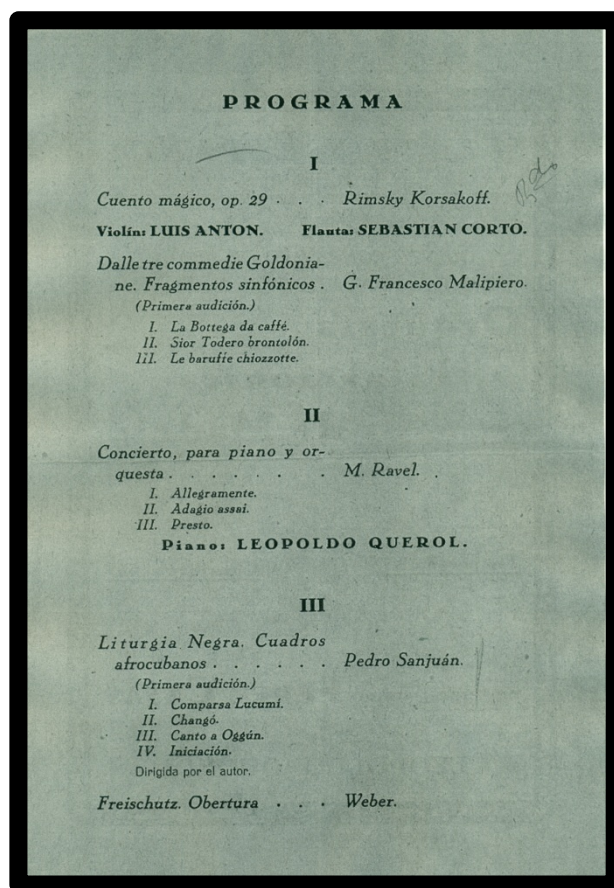 PROGRAMA
I
Cuento mágico, op. 29 . . . Rimsky Korsakoff.
Violín: LUIS ANTON. Flauta: SEBASTIAN CORTO.
Dalle tre commedie Goldonia-
ne. Fragmentos sinfónicos . G. Francesco Malipiero.
(Primera audición.)
I. La Bottega da caffé.
II. Sior Todero brontolón.
III. Le barufie chiozzotte.
II
Concierto, para piano y or-
questa . . . . . . M. Ravel.
I. Allegramente.
II. Adagio assai.
III. Presto.
Piano: LEOPOLDO QUEROL.
III
Liturgia Negra. Cuadros
afrocubanos . . . . . . Pedro Sanjuán.
(Primera audición.)
I. Comparsa Lucumí.
II. Changó.
III. Canto a Oggún.
IV. Iniciación.
Dirigida por el autor.
Freischutz. Obertura . . . Weber.